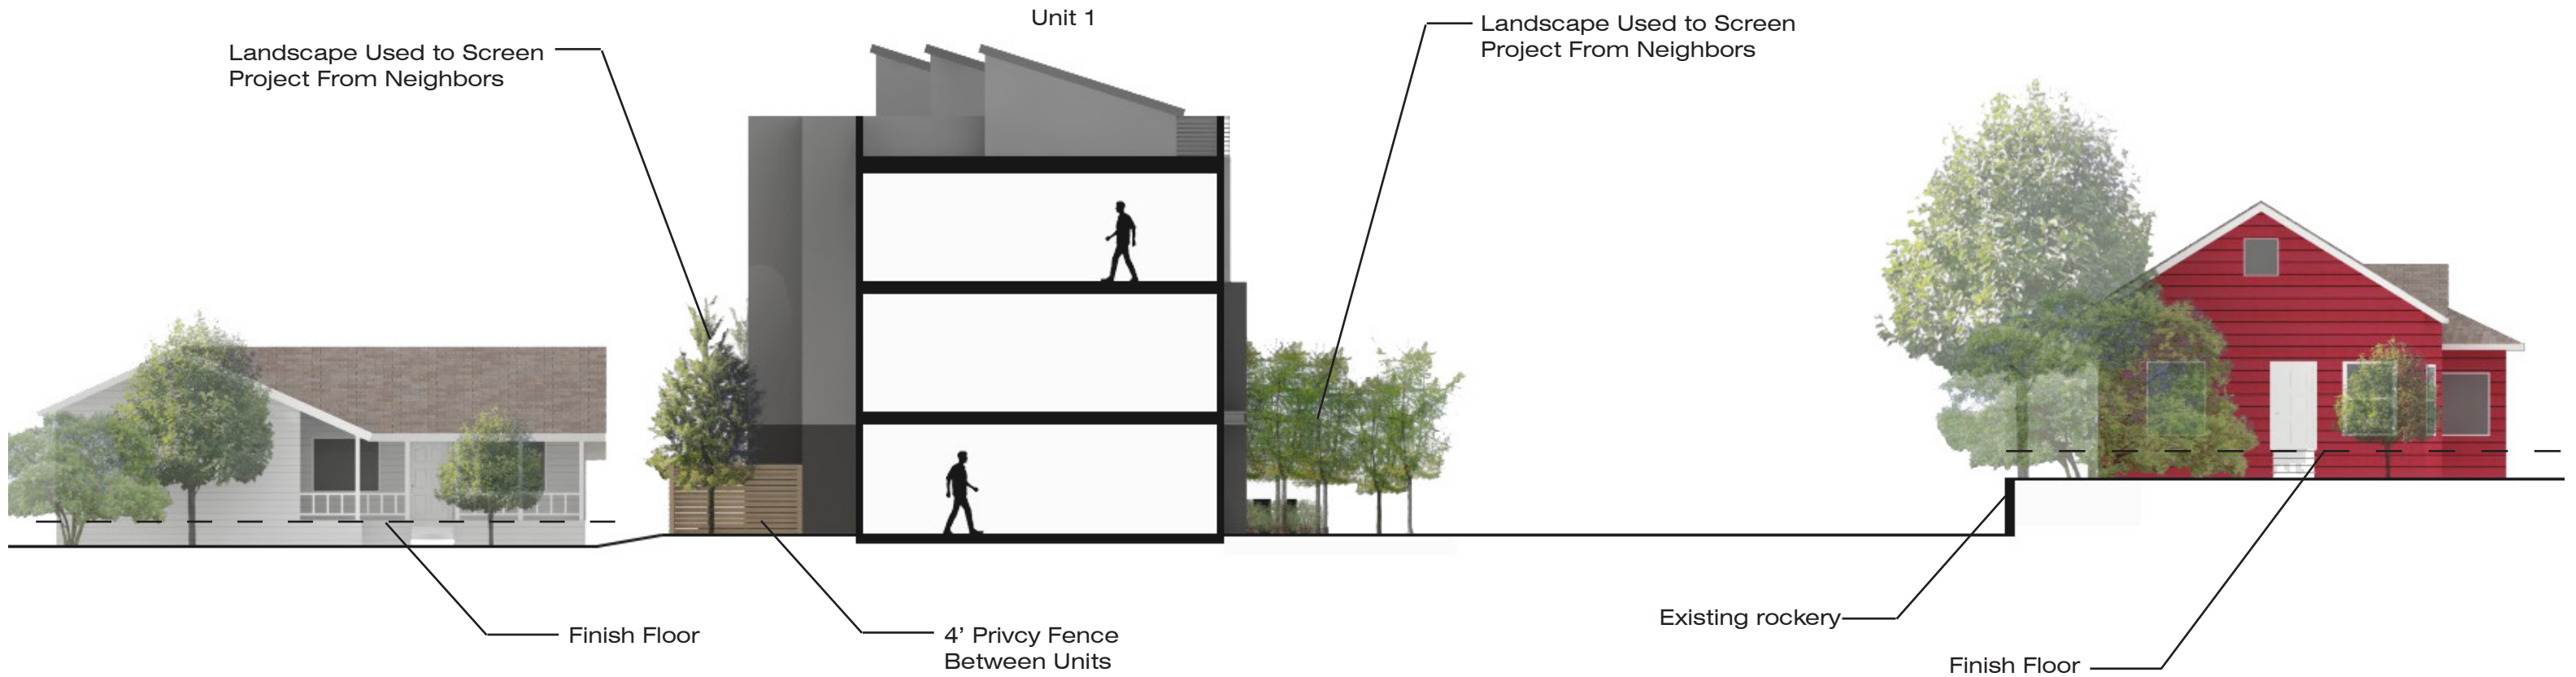 Unit 1
Landscape Used to Screen
Project From Neighbors
Landscape Used to Screen
Project From Neighbors
Finish Floor
4’ Privcy Fence
Between Units
Existing rockery
Finish Floor